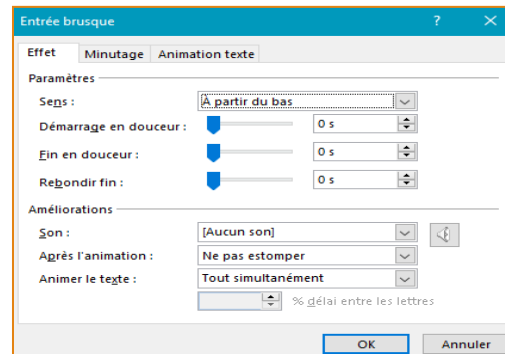 Entrée brusque ? ×
Effet Minutage Animation texte
Paramètres
Sens : À partir du bas
Démarrage en douceur : 0 s
Fin en douceur : 0 s
Rebondir fin : 0 s
Améliorations
Son : [Aucun son]
Après l'animation : Ne pas estomper
Animer le texte : Tout simultanément
% délai entre les lettres
OK Annuler